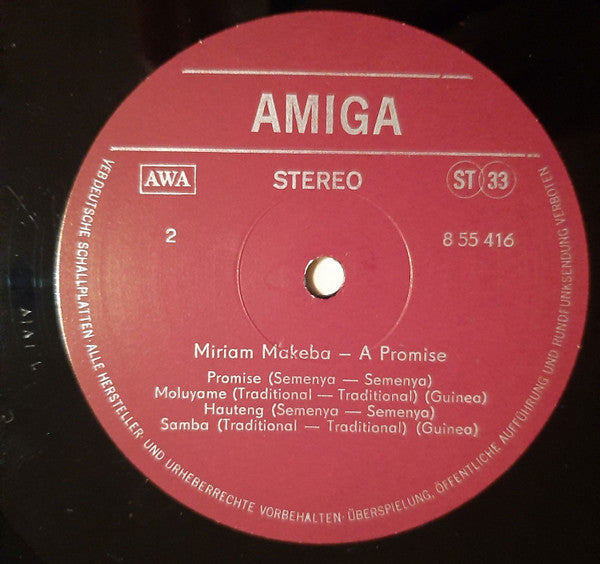 AMIGA
AWA
STEREO
ST 33
2
8 55 416
Miriam Makeba – A Promise
Promise (Semenya — Semenya)
Moluyame (Traditional — Traditional) (Guinea)
Hauteng (Semenya — Semenya)
Samba (Traditional — Traditional) (Guinea)
VEB DEUTSCHE SCHALLPLATTEN · ALLE HERSTELLER- UND URHEBERRECHTE VORBEHALTEN · ÜBERSPIELUNG, ÖFFENTLICHE AUFFÜHRUNG UND RUNDFUNKSENDUNG VERBOTEN